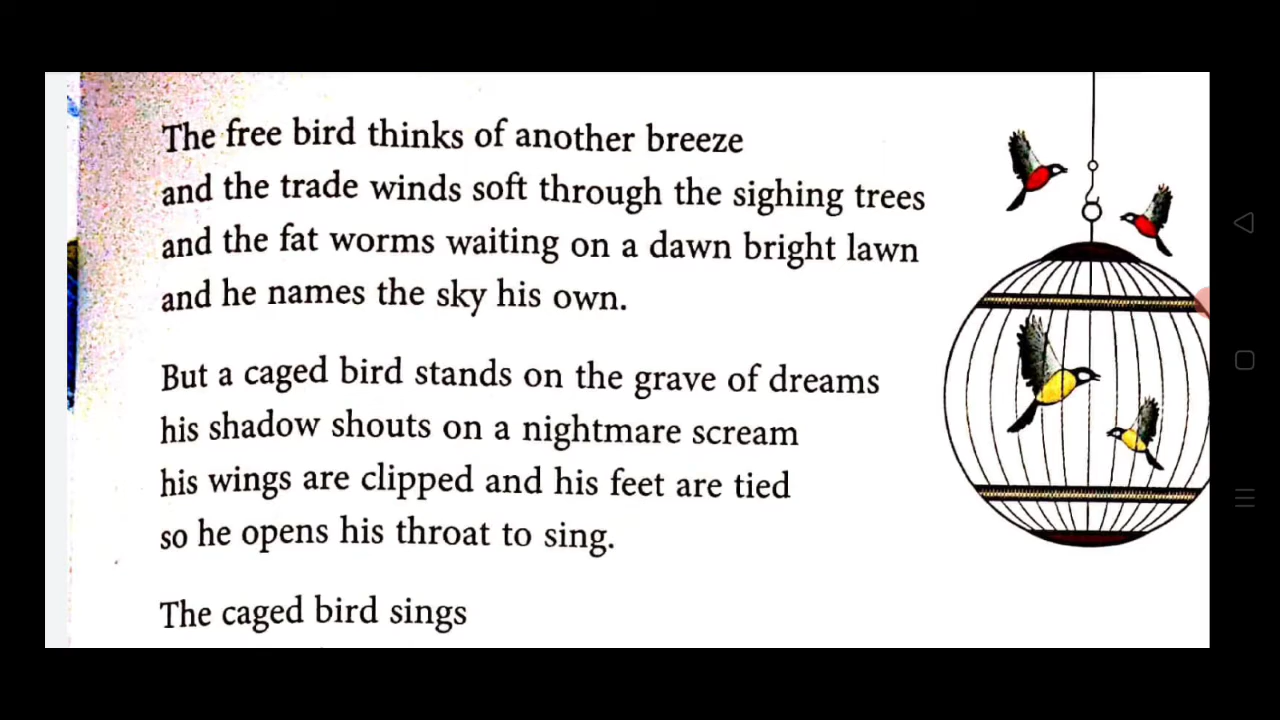 The free bird thinks of another breeze
and the trade winds soft through the sighing trees
and the fat worms waiting on a dawn bright lawn
and he names the sky his own.
But a caged bird stands on the grave of dreams
his shadow shouts on a nightmare scream
his wings are clipped and his feet are tied
so he opens his throat to sing.
The caged bird sings